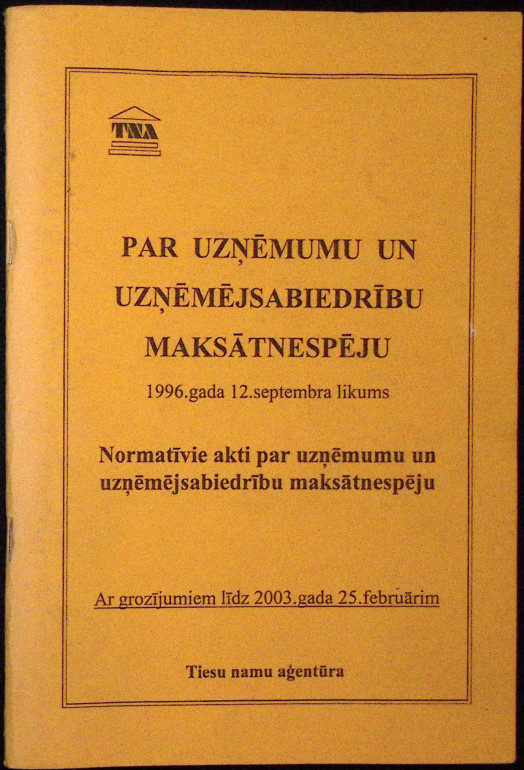 TNA
PAR UZŅĒMUMU UN
UZŅĒMĒJSABIEDRĪBU
MAKSĀTNESPĒJU
1996.gada 12.septembra likums
Normatīvie akti par uzņēmumu un
uzņēmējsabiedrību maksātnespēju
Ar grozījumiem līdz 2003.gada 25.februārim
Tiesu namu aģentūra